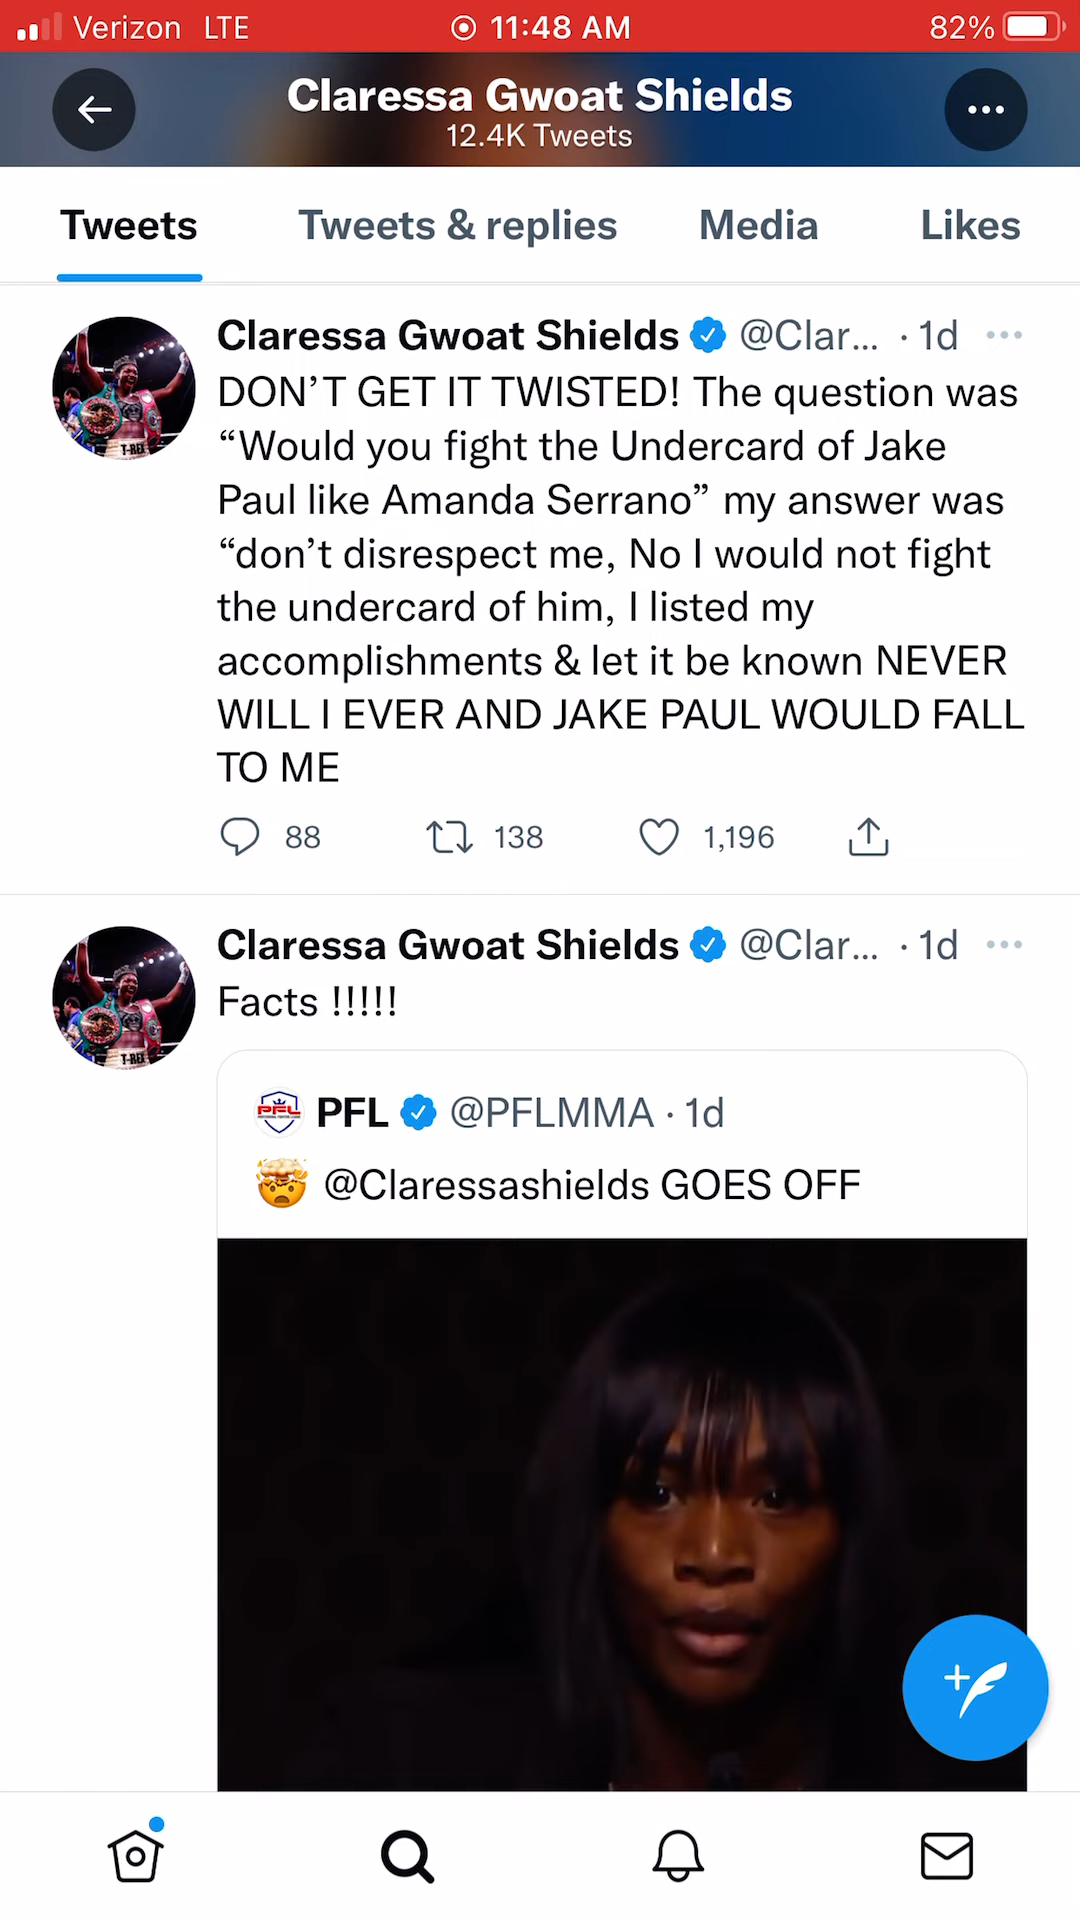 Verizon LTE 11:48 AM 82%
Claressa Gwoat Shields
12.4K Tweets
Tweets Tweets & replies Media Likes
Claressa Gwoat Shields @Clar... · 1d
DON’T GET IT TWISTED! The question was
“Would you fight the Undercard of Jake
Paul like Amanda Serrano” my answer was
“don’t disrespect me, No I would not fight
the undercard of him, I listed my
accomplishments & let it be known NEVER
WILL I EVER AND JAKE PAUL WOULD FALL
TO ME
88 138 1,196
Claressa Gwoat Shields @Clar... · 1d
T-REX
Facts !!!!!
T-REX
PFL @PFLMMA · 1d
PFL
@Claressashields GOES OFF